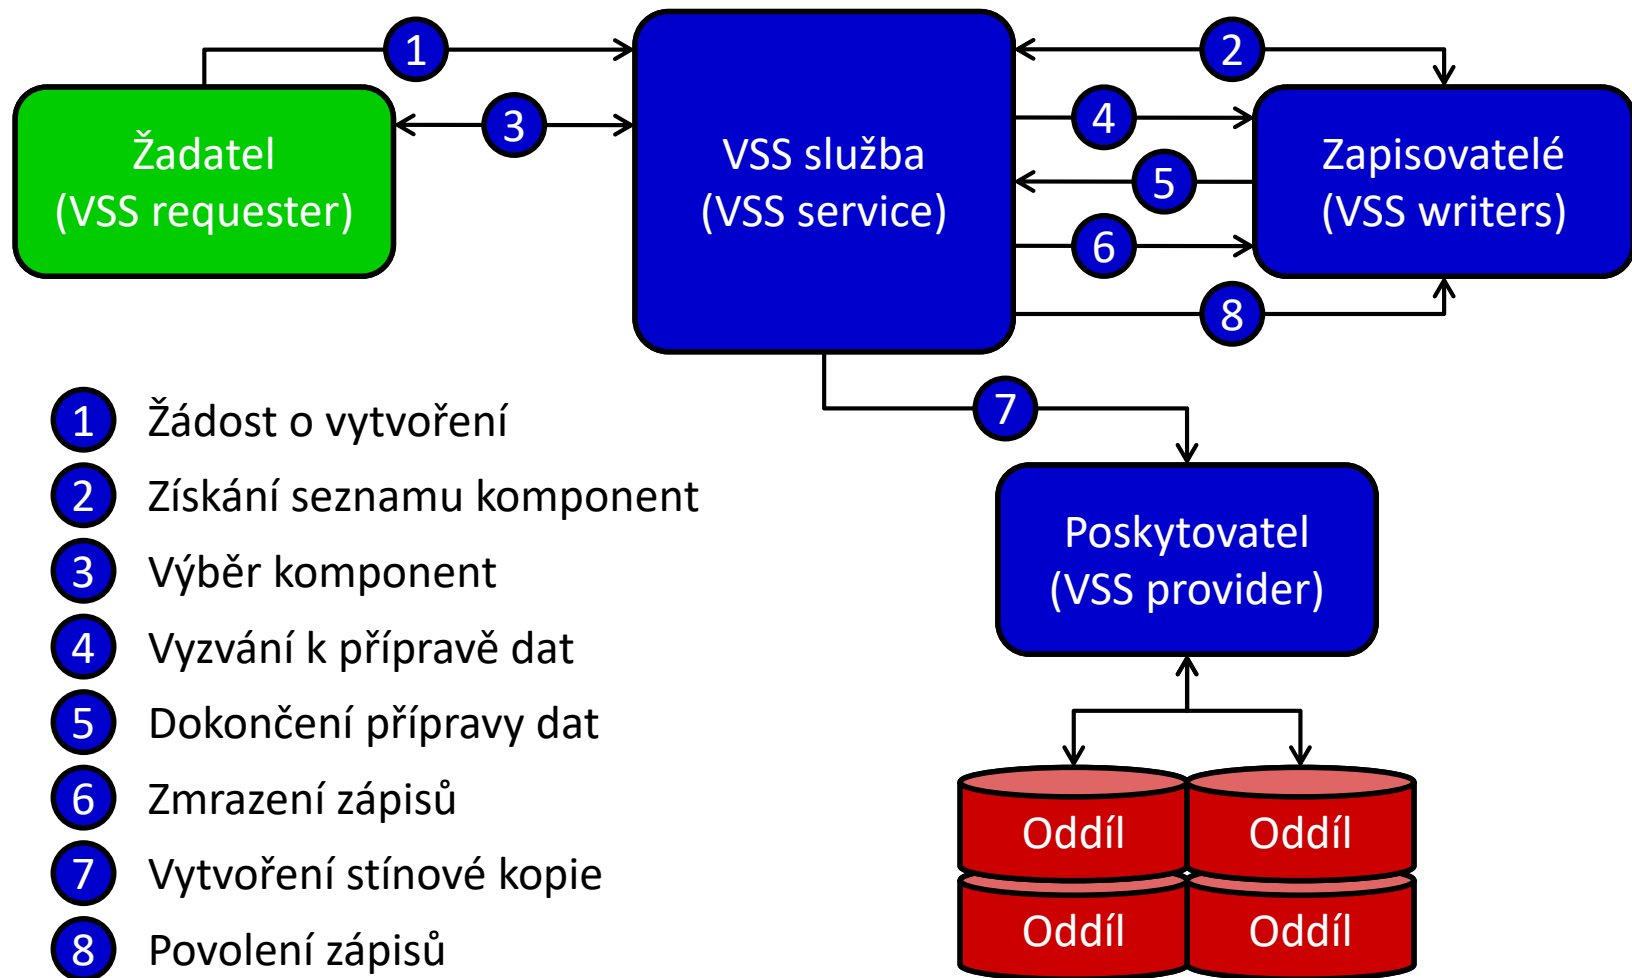 1
2
Žadatel
(VSS requester)
3
VSS služba
(VSS service)
4
5
6
8
Zapisovatelé
(VSS writers)
7
Poskytovatel
(VSS provider)
Oddíl Oddíl
Oddíl Oddíl
1 Žádost o vytvoření
2 Získání seznamu komponent
3 Výběr komponent
4 Vyzvání k přípravě dat
5 Dokončení přípravy dat
6 Zmrazení zápisů
7 Vytvoření stínové kopie
8 Povolení zápisů